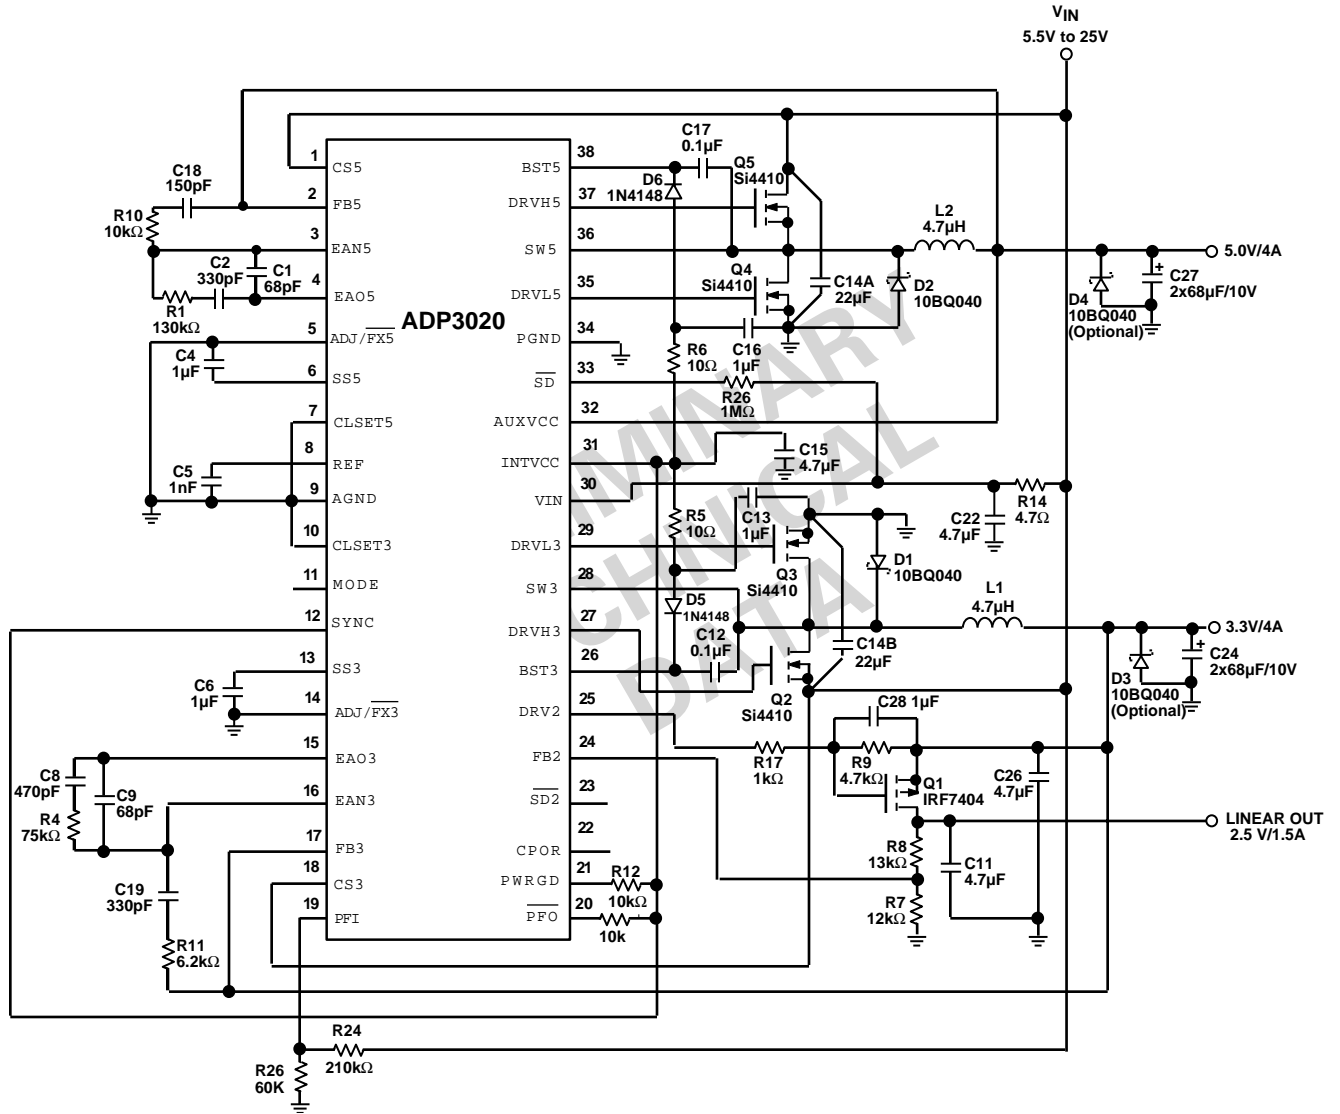 VIN
5.5V to 25V
C17
0.1µF
38
BST5
D6
1N4148
Q5
Si4410
37
DRVH5
36
SW5
L2
4.7µH
5.0V/4A
Q4
Si4410
35
DRVL5
C14A
22µF
D2
10BQ040
D4
10BQ040
(Optional)
C27
2x68µF/10V
+
34
PGND
C16
1µF
R6
10Ω
33
SD
R26
1MΩ
32
AUXVCC
31
INTVCC
C15
4.7µF
30
VIN
R14
4.7Ω
C22
4.7µF
R5
10Ω
C13
1µF
29
DRVL3
Q3
Si4410
D1
10BQ040
28
SW3
L1
4.7µH
D5
1N4148
27
DRVH3
3.3V/4A
C12
0.1µF
C14B
22µF
26
BST3
Q2
Si4410
D3
10BQ040
(Optional)
C24
2x68µF/10V
+
25
DRV2
C28 1µF
R17
1kΩ
R9
4.7kΩ
24
FB2
Q1
IRF7404
C26
4.7µF
23
SD2
LINEAR OUT
2.5 V/1.5A
22
CPOR
R8
13kΩ
C11
4.7µF
21
PWRGD
R12
10kΩ
R7
12kΩ
20
PFO
10k
ADP3020
1
CS5
C18
150pF
2
FB5
R10
10kΩ
3
EAN5
C2
330pF
C1
68pF
4
EAO5
R1
130kΩ
5
ADJ/FX5
C4
1µF
6
SS5
7
CLSET5
8
REF
C5
1nF
9
AGND
10
CLSET3
11
MODE
12
SYNC
13
SS3
C6
1µF
14
ADJ/FX3
15
EAO3
C8
470pF
C9
68pF
16
EAN3
R4
75kΩ
17
FB3
18
CS3
C19
330pF
19
PFI
R11
6.2kΩ
R24
210kΩ
R26
60K
IMINARY
CHNICAL
DATA